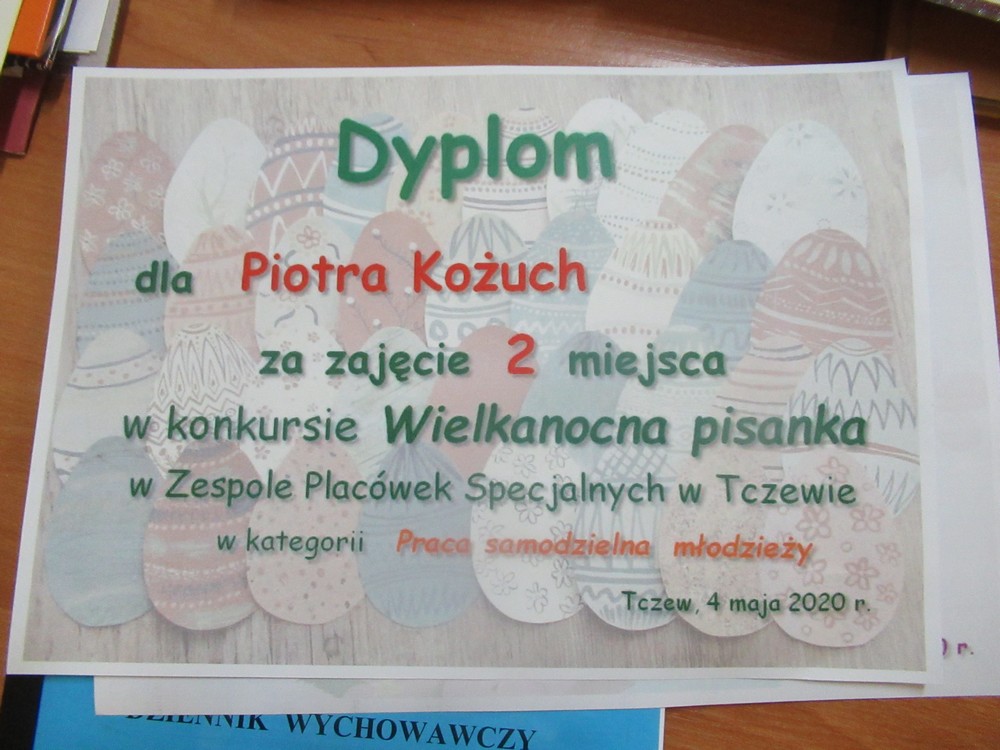 Dyplom
dla Piotra Kożuch
za zajęcie 2 miejsca
w konkursie Wielkanocna pisanka
w Zespole Placówek Specjalnych w Tczewie
w kategorii Praca samodzielna młodzieży
Tczew, 4 maja 2020 r.
r.
DZIENNIK WYCHOWAWCZY